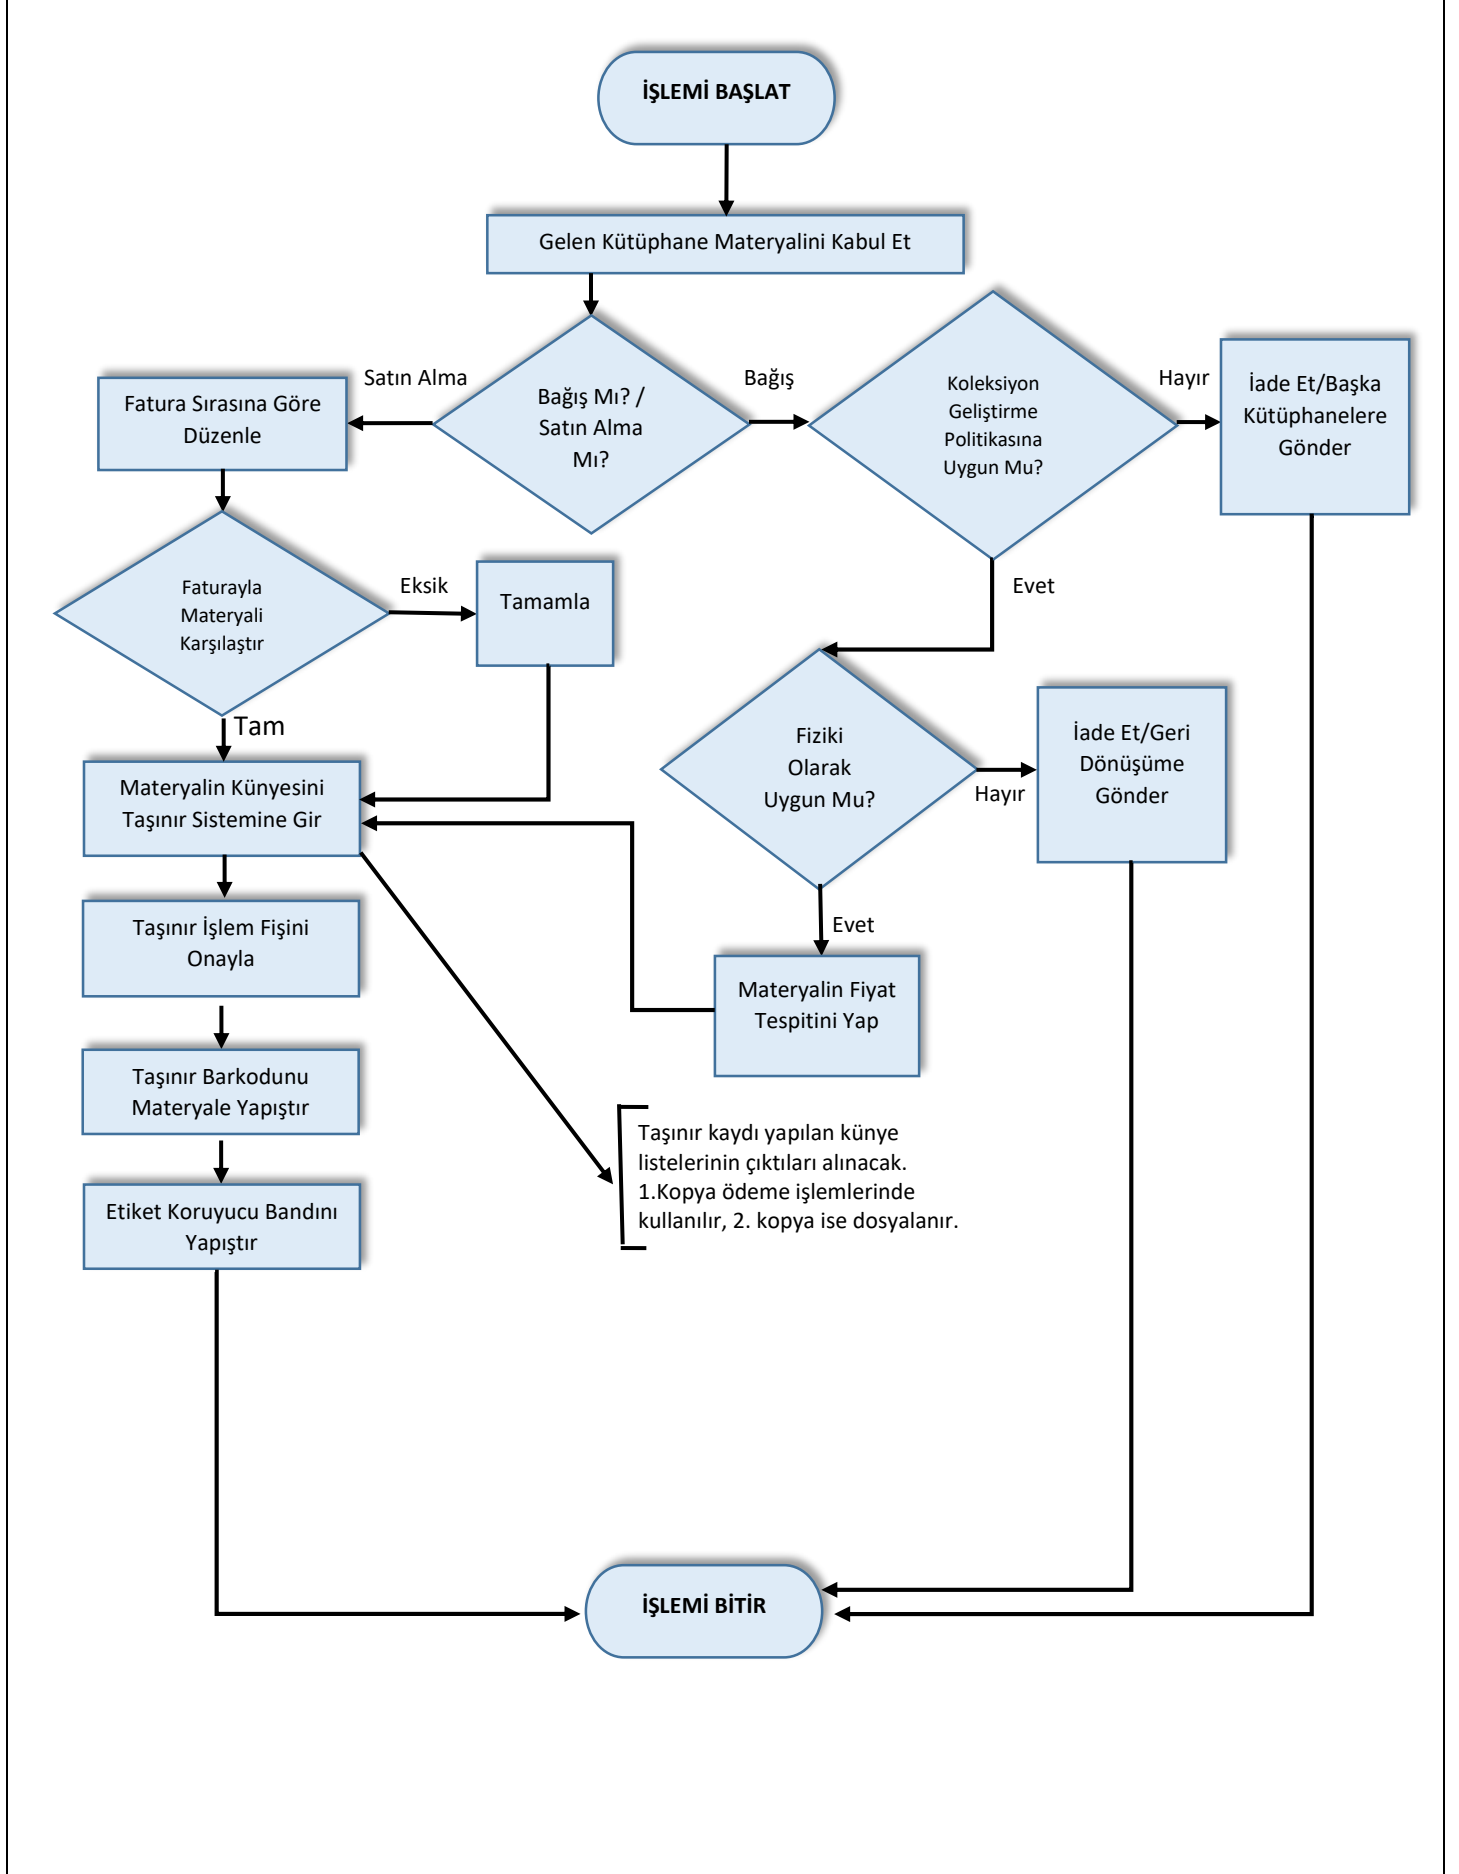 İŞLEMİ BAŞLAT
Gelen Kütüphane Materyalini Kabul Et
Satın Alma
Bağış Mı? /
Satın Alma
Mı?
Bağış
Koleksiyon
Geliştirme
Politikasına
Uygun Mu?
Hayır
İade Et/Başka
Kütüphanelere
Gönder
Fatura Sırasına Göre
Düzenle
Faturayla
Materyali
Karşılaştır
Eksik
Tamamla
Evet
Tam
Fiziki
Olarak
Uygun Mu?
Hayır
İade Et/Geri
Dönüşüme
Gönder
Materyalin Künyesini
Taşınır Sistemine Gir
Evet
Taşınır İşlem Fişini
Onayla
Materyalin Fiyat
Tespitini Yap
Taşınır Barkodunu
Materyale Yapıştır
Taşınır kaydı yapılan künye
listelerinin çıktıları alınacak.
1.Kopya ödeme işlemlerinde
kullanılır, 2. kopya ise dosyalanır.
Etiket Koruyucu Bandını
Yapıştır
İŞLEMİ BİTİR